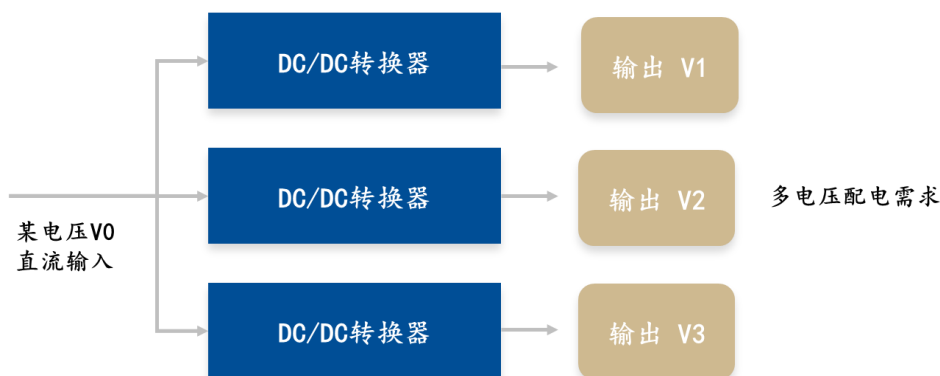 DC/DC转换器
输出 V1
DC/DC转换器
输出 V2
多电压配电需求
某电压V0
直流输入
DC/DC转换器
输出 V3